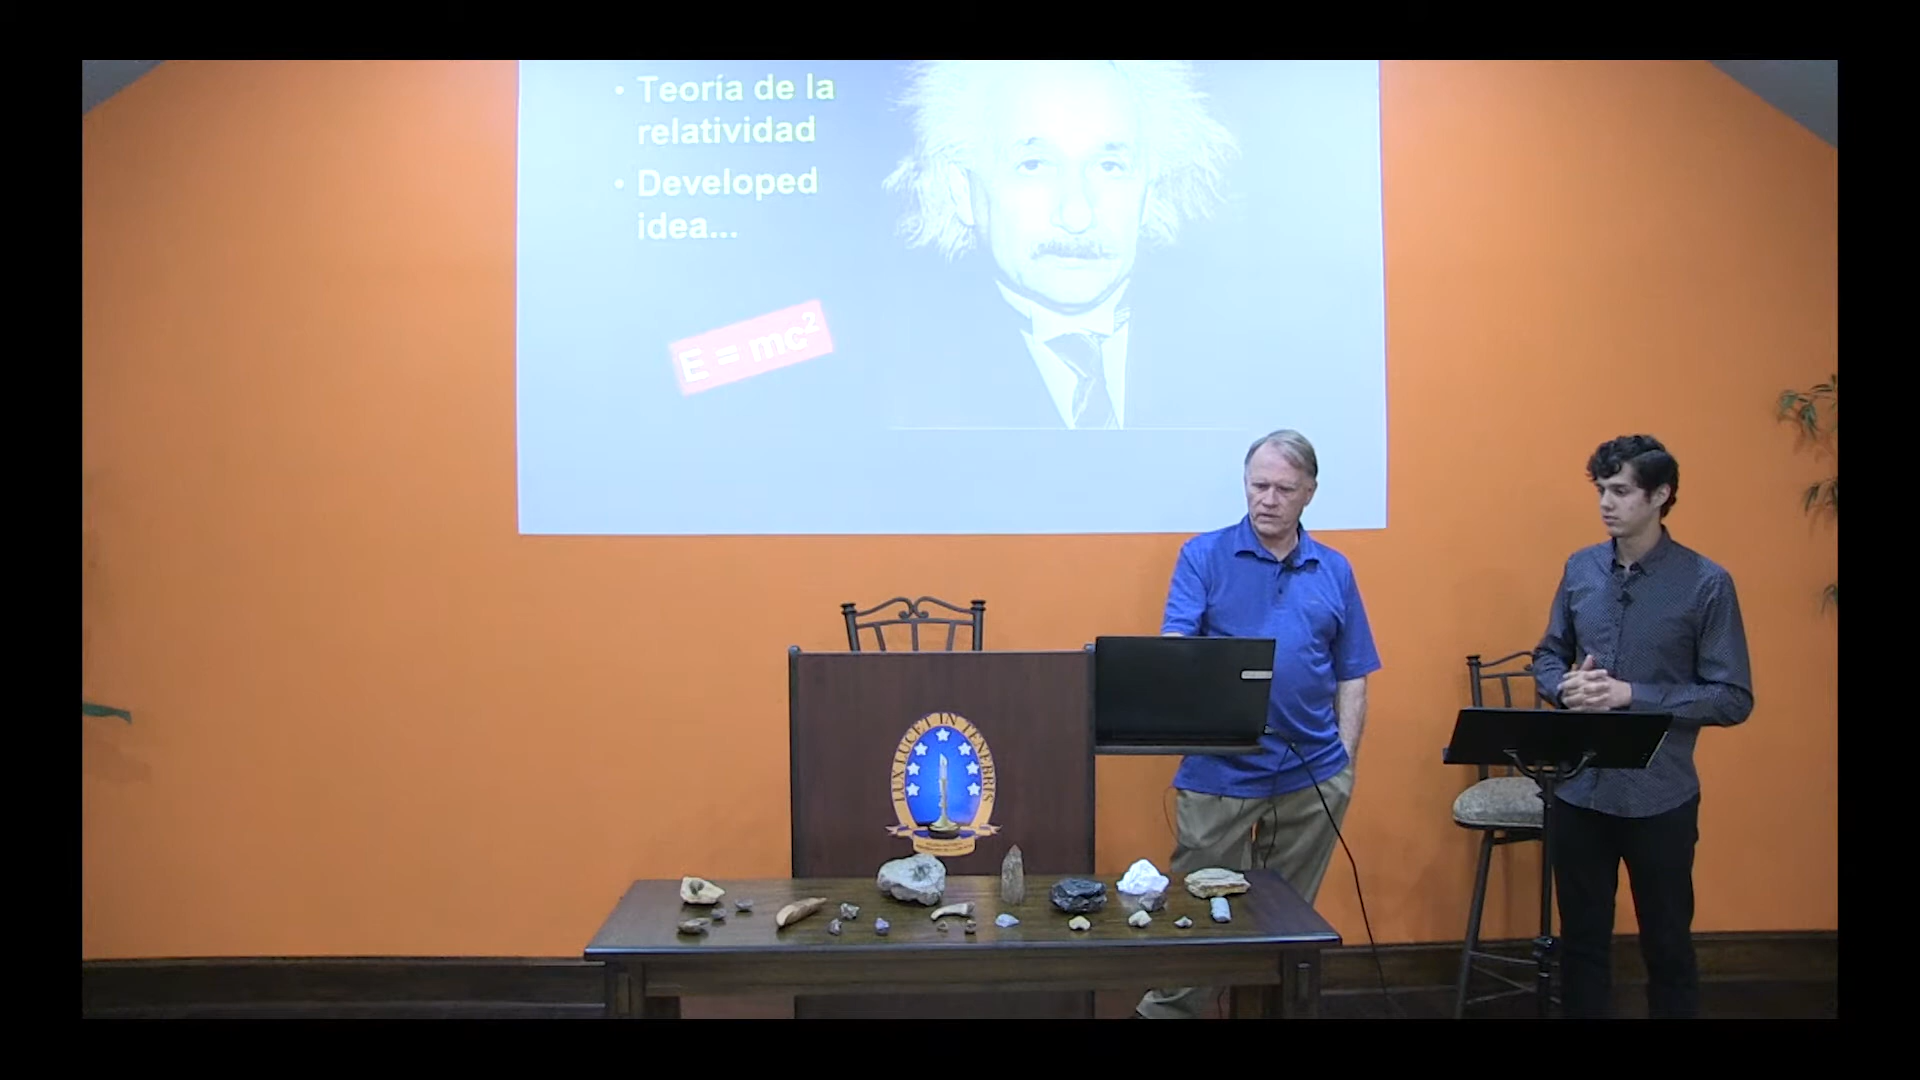 • Teoría de la
relatividad
• Developed
idea...
E = mc²
LUX LUCET IN TENEBRIS